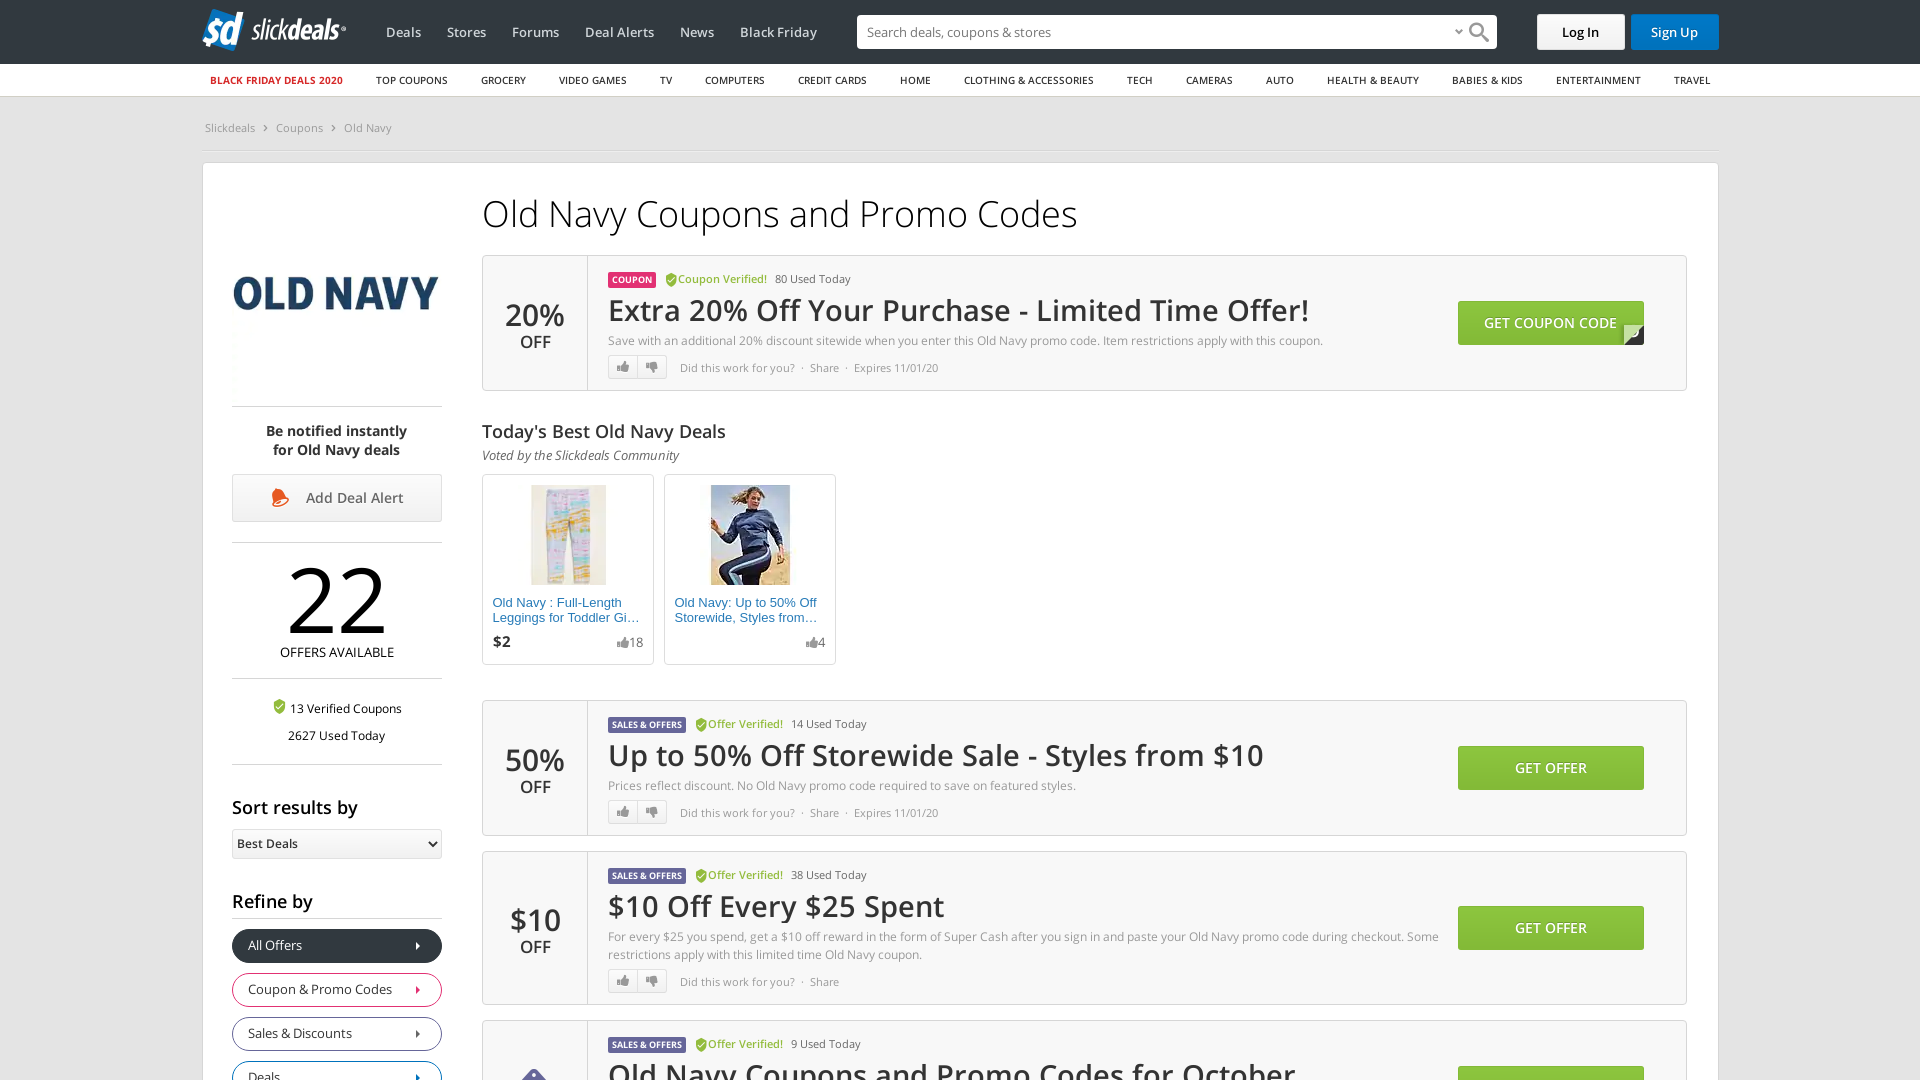 slickdeals
Deals
Stores
Forums
Deal Alerts
News
Black Friday
Search deals, coupons & stores
Log In
Sign Up
BLACK FRIDAY DEALS 2020
TOP COUPONS
GROCERY
VIDEO GAMES
TV
COMPUTERS
CREDIT CARDS
HOME
CLOTHING & ACCESSORIES
TECH
CAMERAS
AUTO
HEALTH & BEAUTY
BABIES & KIDS
ENTERTAINMENT
TRAVEL
Slickdeals > Coupons > Old Navy
OLD NAVY
Be notified instantly
for Old Navy deals
Add Deal Alert
22
OFFERS AVAILABLE
13 Verified Coupons
2627 Used Today
Sort results by
Best Deals
Refine by
All Offers
Coupon & Promo Codes
Sales & Discounts
Deals
Old Navy Coupons and Promo Codes
20%
OFF
COUPON Coupon Verified! 80 Used Today
Extra 20% Off Your Purchase - Limited Time Offer!
Save with an additional 20% discount sitewide when you enter this Old Navy promo code. Item restrictions apply with this coupon.
Did this work for you? · Share · Expires 11/01/20
GET COUPON CODE
Today's Best Old Navy Deals
Voted by the Slickdeals Community
Old Navy : Full-Length
Leggings for Toddler Gi…
$2
18
Old Navy: Up to 50% Off
Storewide, Styles from…
4
50%
OFF
SALES & OFFERS Offer Verified! 14 Used Today
Up to 50% Off Storewide Sale - Styles from $10
Prices reflect discount. No Old Navy promo code required to save on featured styles.
Did this work for you? · Share · Expires 11/01/20
GET OFFER
$10
OFF
SALES & OFFERS Offer Verified! 38 Used Today
$10 Off Every $25 Spent
For every $25 you spend, get a $10 off reward in the form of Super Cash after you sign in and paste your Old Navy promo code during checkout. Some
restrictions apply with this limited time Old Navy coupon.
Did this work for you? · Share
GET OFFER
SALES & OFFERS Offer Verified! 9 Used Today
Old Navy Coupons and Promo Codes for October